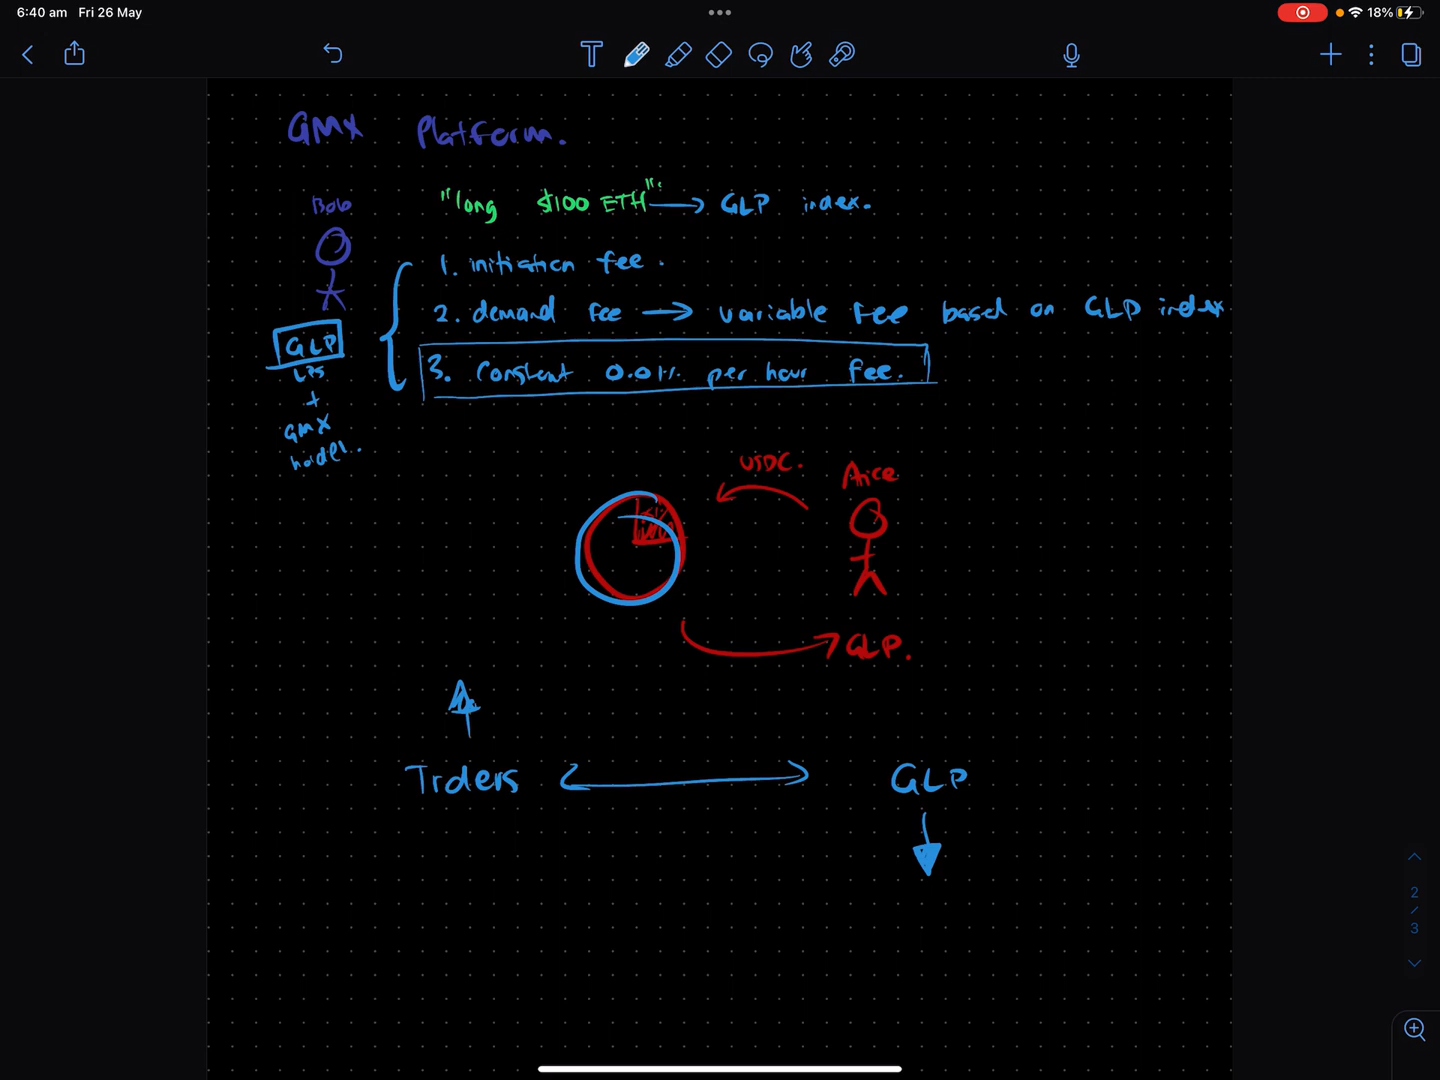 6:40 am Fri 26 May
18%
GMX Platform.
Bob
"long $100 ETH" → GLP index.
1. initiation fee.
2. demand fee → variable fee based on GLP index
3. Constant 0.01% per hour fee.
GLP
LPs
+
GMX
holder.
USDC.
Alice
GLP.
Trders
GLP
2
/
3